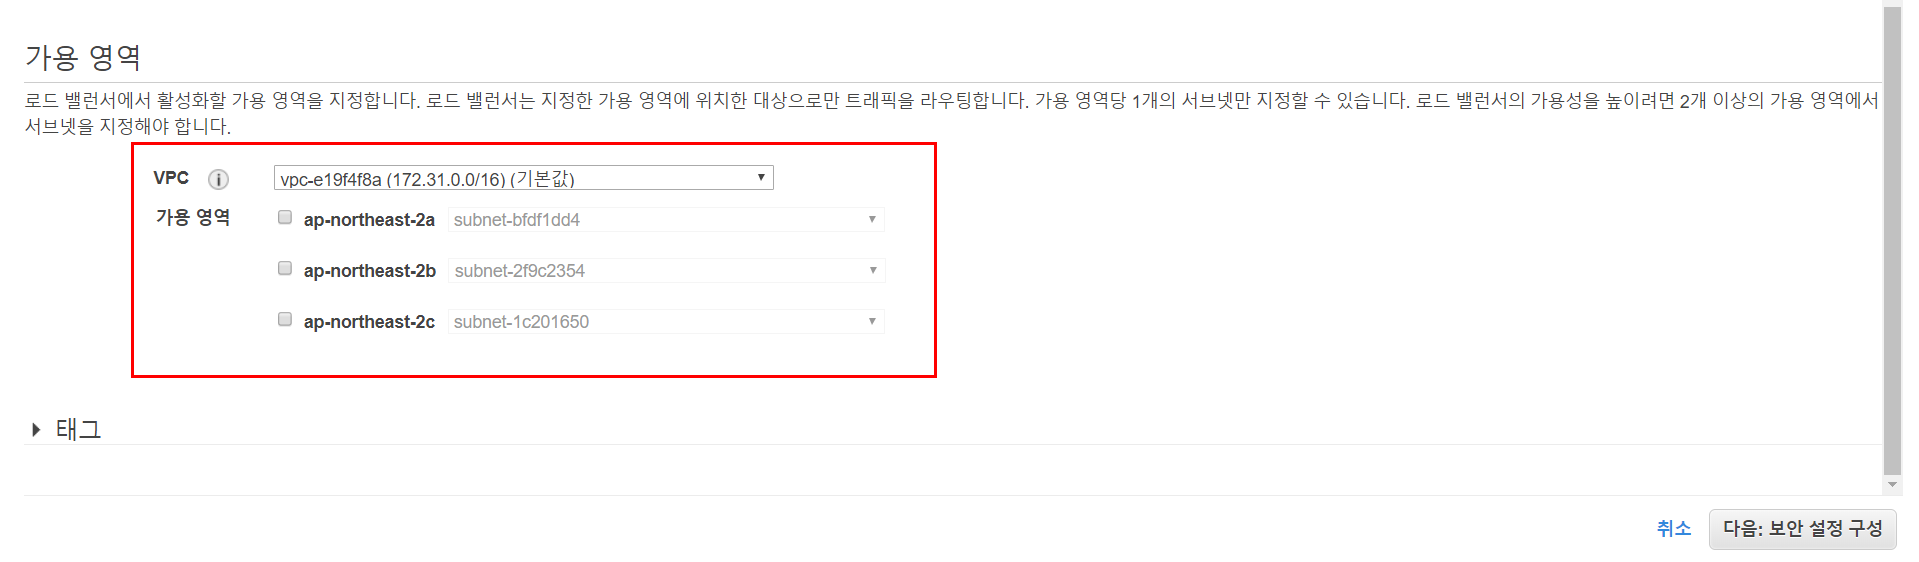 가용 영역
로드 밸런서에서 활성화할 가용 영역을 지정합니다. 로드 밸런서는 지정한 가용 영역에 위치한 대상으로만 트래픽을 라우팅합니다. 가용 영역당 1개의 서브넷만 지정할 수 있습니다. 로드 밸런서의 가용성을 높이려면 2개 이상의 가용 영역에서
서브넷을 지정해야 합니다.
VPC vpc-e19f4f8a (172.31.0.0/16) (기본값)
가용 영역 ap-northeast-2a subnet-bfdf1dd4
ap-northeast-2b subnet-2f9c2354
ap-northeast-2c subnet-1c201650
태그
취소 다음: 보안 설정 구성